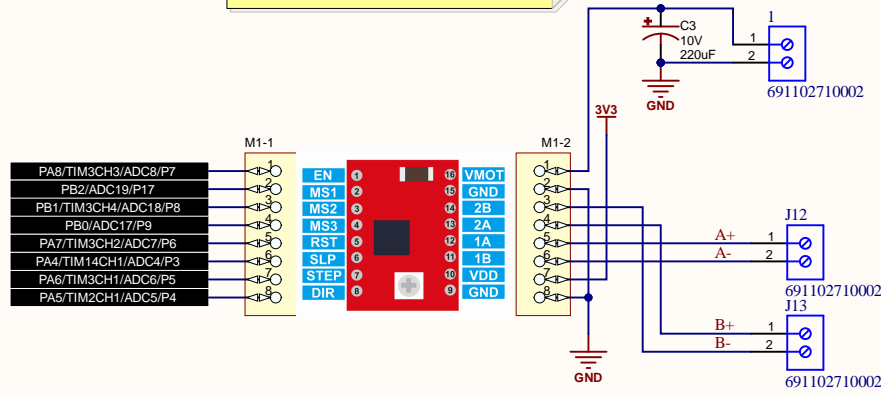 1
C3
10V
220uF
1
2
691102710002
GND
3V3
M1-1
M1-2
PA8/TIM3CH3/ADC8/P7
1
EN
1
16
VMOT
1
PB2/ADC19/P17
2
MS1
2
15
GND
2
PB1/TIM3CH4/ADC18/P8
3
MS2
3
14
2B
3
PB0/ADC17/P9
4
MS3
4
13
2A
4
PA7/TIM3CH2/ADC7/P6
5
RST
5
12
1A
5
PA4/TIM14CH1/ADC4/P3
6
SLP
6
11
1B
6
PA6/TIM3CH1/ADC6/P5
7
STEP
7
10
VDD
7
PA5/TIM2CH1/ADC5/P4
8
DIR
8
9
GND
8
J12
A+
1
A-
2
691102710002
J13
B+
1
B-
2
691102710002
GND